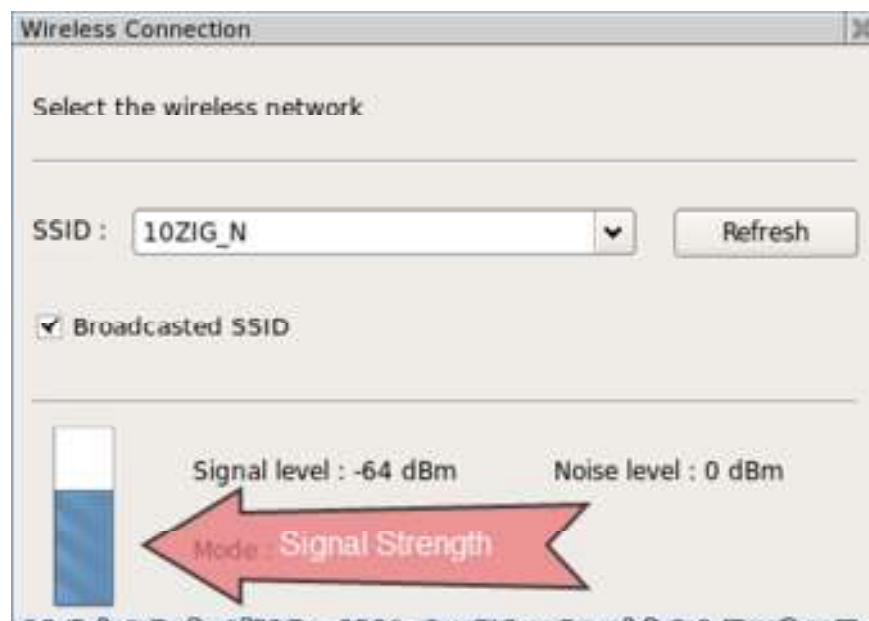 Wireless Connection
Select the wireless network
SSID : 10ZIG_N Refresh
Broadcasted SSID
Signal level : -64 dBm Noise level : 0 dBm
Mode : Signal Strength